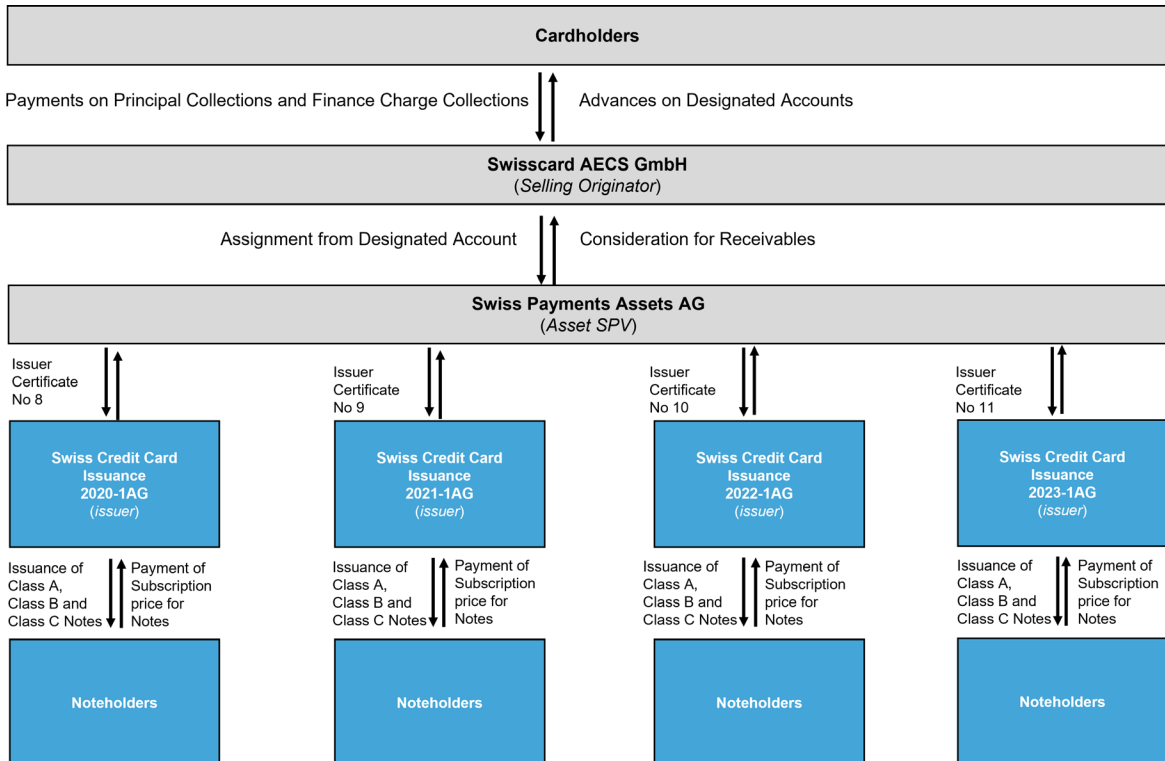 Cardholders
Payments on Principal Collections and Finance Charge Collections
Advances on Designated Accounts
Swisscard AECS GmbH
(Selling Originator)
Assignment from Designated Account
Consideration for Receivables
Swiss Payments Assets AG
(Asset SPV)
Issuer
Certificate
No 8
Issuer
Certificate
No 9
Issuer
Certificate
No 10
Issuer
Certificate
No 11
Swiss Credit Card
Issuance
2020-1AG
(issuer)
Swiss Credit Card
Issuance
2021-1AG
(issuer)
Swiss Credit Card
Issuance
2022-1AG
(issuer)
Swiss Credit Card
Issuance
2023-1AG
(issuer)
Issuance of
Class A,
Class B and
Class C Notes
Payment of
Subscription
price for
Notes
Issuance of
Class A,
Class B and
Class C Notes
Payment of
Subscription
price for
Notes
Issuance of
Class A,
Class B and
Class C Notes
Payment of
Subscription
price for
Notes
Issuance of
Class A,
Class B and
Class C Notes
Payment of
Subscription
price for
Notes
Noteholders
Noteholders
Noteholders
Noteholders